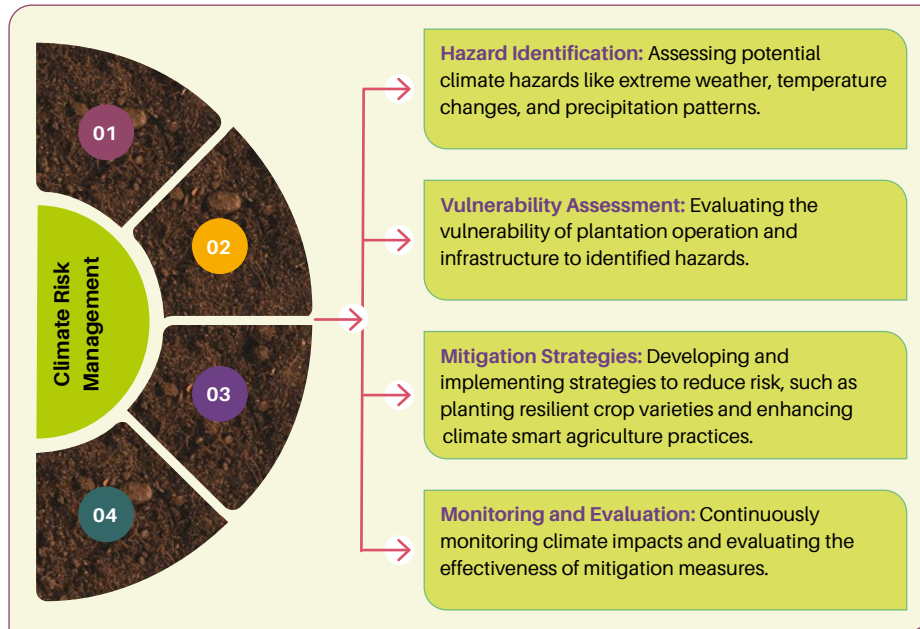 01
02
03
04
Climate Risk
Management
Hazard Identification: Assessing potential
climate hazards like extreme weather, temperature
changes, and precipitation patterns.
Vulnerability Assessment: Evaluating the
vulnerability of plantation operation and
infrastructure to identified hazards.
Mitigation Strategies: Developing and
implementing strategies to reduce risk, such as
planting resilient crop varieties and enhancing
climate smart agriculture practices.
Monitoring and Evaluation: Continuously
monitoring climate impacts and evaluating the
effectiveness of mitigation measures.